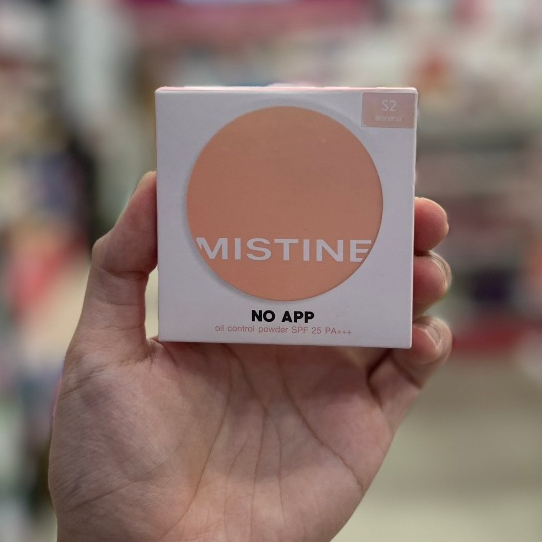 S2
MISTINE
NO APP
oil control powder SPF 25 PA+++